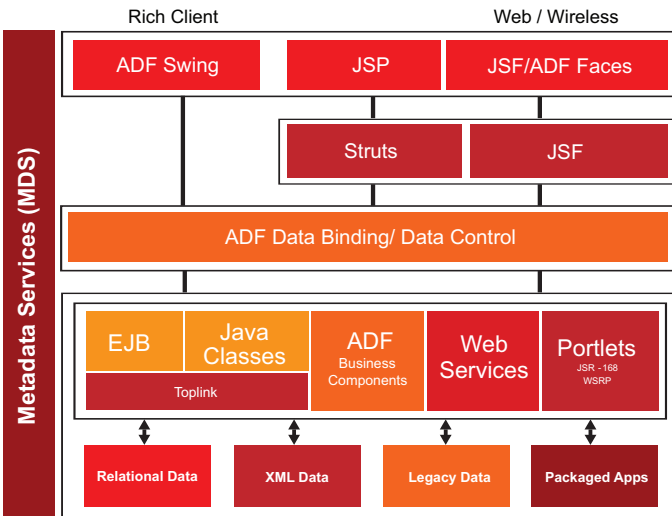 Rich Client
Web / Wireless
Metadata Services (MDS)
ADF Swing
JSP
JSF/ADF Faces
Struts
JSF
ADF Data Binding/ Data Control
EJB
Java
Classes
Toplink
ADF
Business
Components
Web
Services
Portlets
JSR -168
WSRP
Relational Data
XML Data
Legacy Data
Packaged Apps